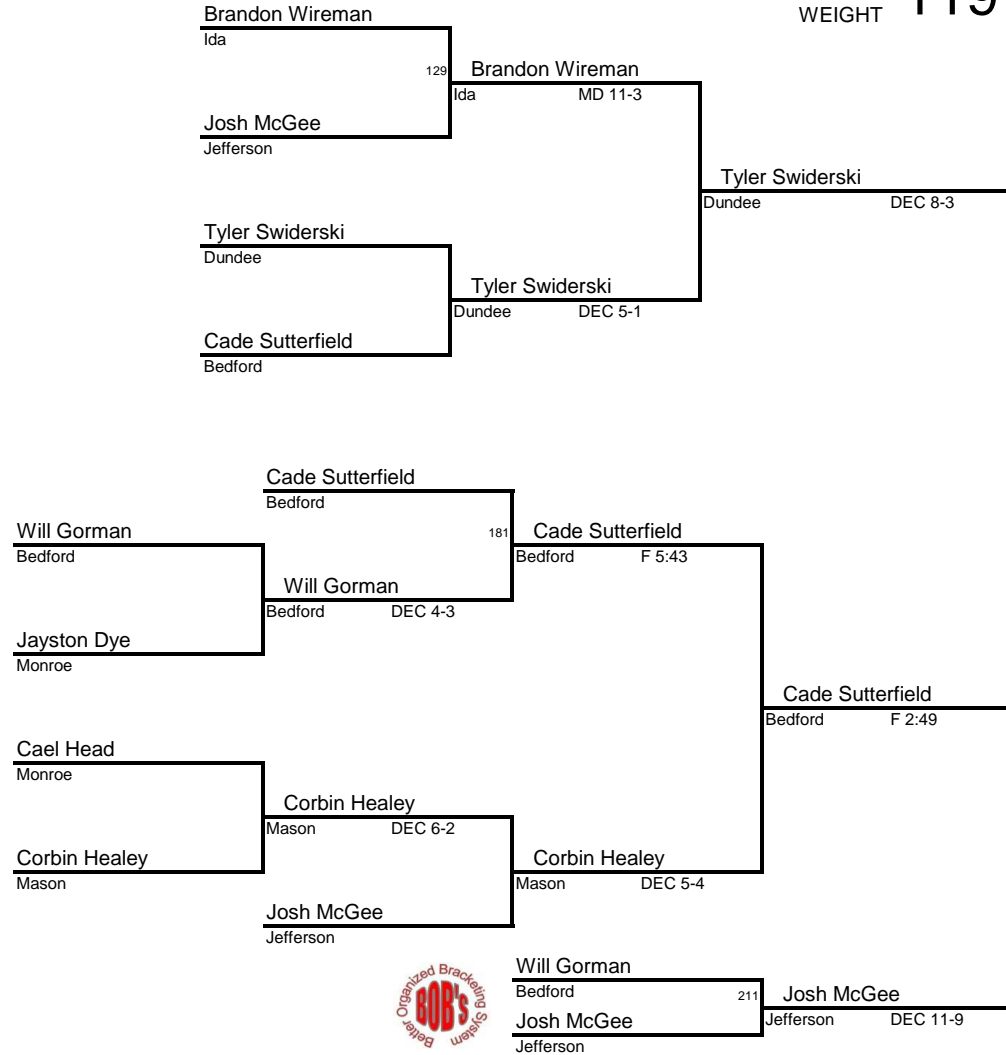 WEIGHT 119
Brandon Wireman
Ida
129 Brandon Wireman
Ida MD 11-3
Josh McGee
Jefferson
Tyler Swiderski
Dundee DEC 8-3
Tyler Swiderski
Dundee
Tyler Swiderski
Dundee DEC 5-1
Cade Sutterfield
Bedford
Cade Sutterfield
Bedford
Will Gorman
Bedford
181 Cade Sutterfield
Bedford F 5:43
Will Gorman
Bedford DEC 4-3
Jayston Dye
Monroe
Cade Sutterfield
Bedford F 2:49
Cael Head
Monroe
Corbin Healey
Mason DEC 6-2
Corbin Healey
Mason
Corbin Healey
Mason DEC 5-4
Josh McGee
Jefferson
Will Gorman
Bedford
211 Josh McGee
Jefferson DEC 11-9
Josh McGee
Jefferson
Better Organized Bracketing System
BOB'S